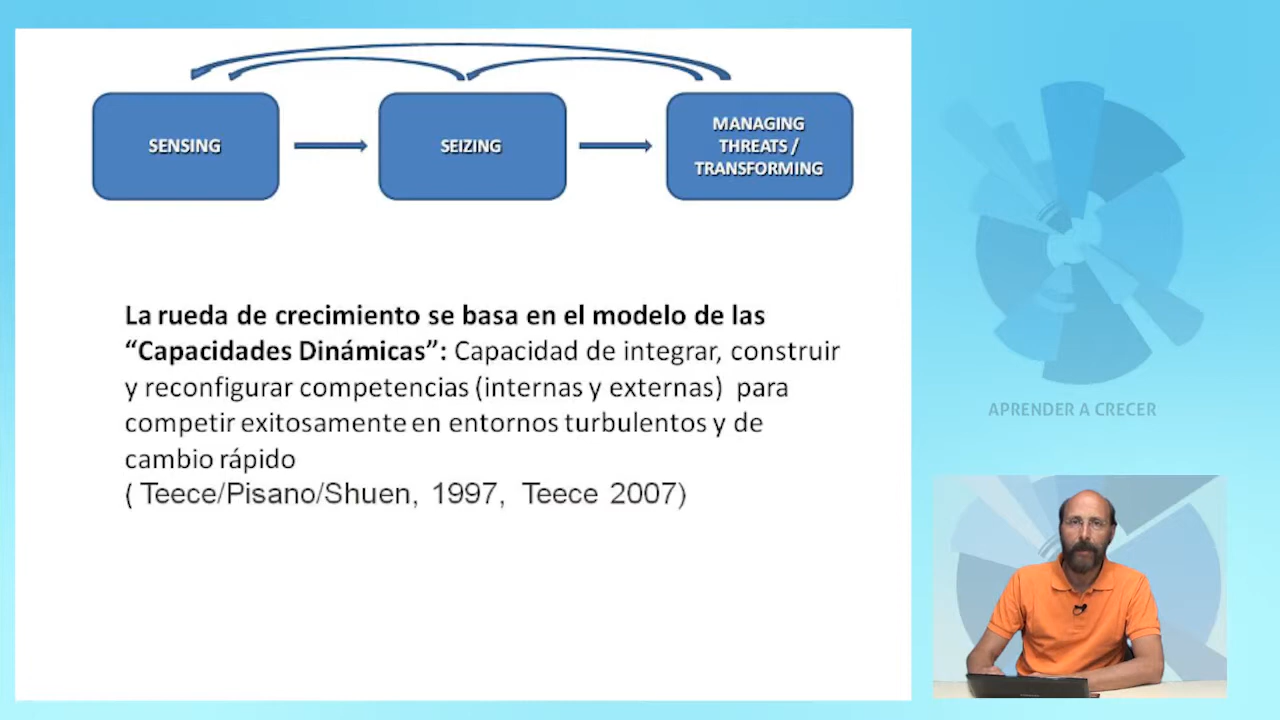 SENSING
SEIZING
MANAGING
THREATS /
TRANSFORMING
La rueda de crecimiento se basa en el modelo de las
“Capacidades Dinámicas”: Capacidad de integrar, construir
y reconfigurar competencias (internas y externas) para
competir exitosamente en entornos turbulentos y de
cambio rápido
( Teece/Pisano/Shuen, 1997, Teece 2007)
APRENDER A CRECER